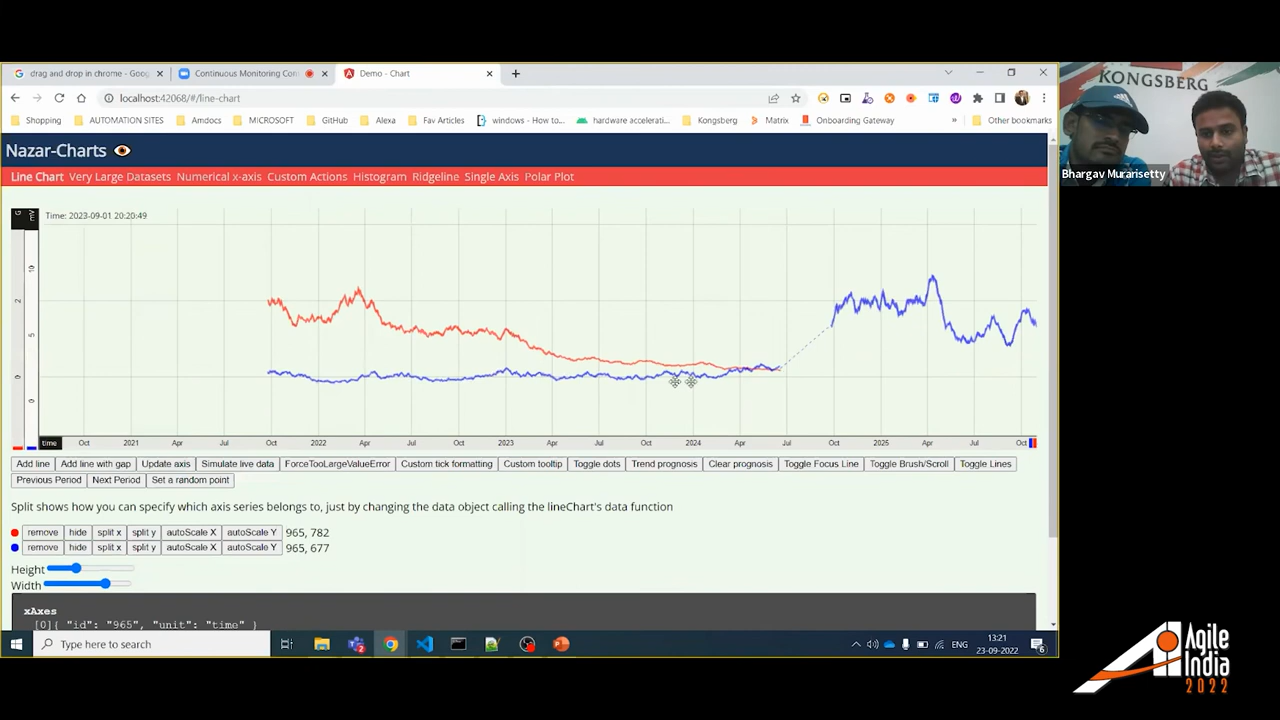 drag and drop in chrome - Goog
Continuous Monitoring Con
Demo - Chart
KONGSBERG
localhost:42068/#/line-chart
Shopping AUTOMATION SITES Amdocs MICROSOFT GitHub Alexa Fav Articles windows - How to... hardware accelerati... Kongsberg Matrix Onboarding Gateway » Other bookmarks
Nazar-Charts
Bhargav Murarisetty
Line Chart Very Large Datasets Numerical x-axis Custom Actions Histogram Ridgeline Single Axis Polar Plot
G mV
Time: 2023-09-01 20:20:49
10
2
5
0
0
time Oct 2021 Apr Jul Oct 2022 Apr Jul Oct 2023 Apr Jul Oct 2024 Apr Jul Oct 2025 Apr Jul Oct
Add line Add line with gap Update axis Simulate live data ForceTooLargeValueError Custom tick formatting Custom tooltip Toggle dots Trend prognosis Clear prognosis Toggle Focus Line Toggle Brush/Scroll Toggle Lines
Previous Period Next Period Set a random point
Split shows how you can specify which axis series belongs to, just by changing the data object calling the lineChart's data function
remove hide split x split y autoScale X autoScale Y 965, 782
remove hide split x split y autoScale X autoScale Y 965, 677
Height
Width
xAxes
[0]{ "id": "965", "unit": "time" }
Type here to search
ENG
13:21
23-09-2022
6
Agile
India
2022